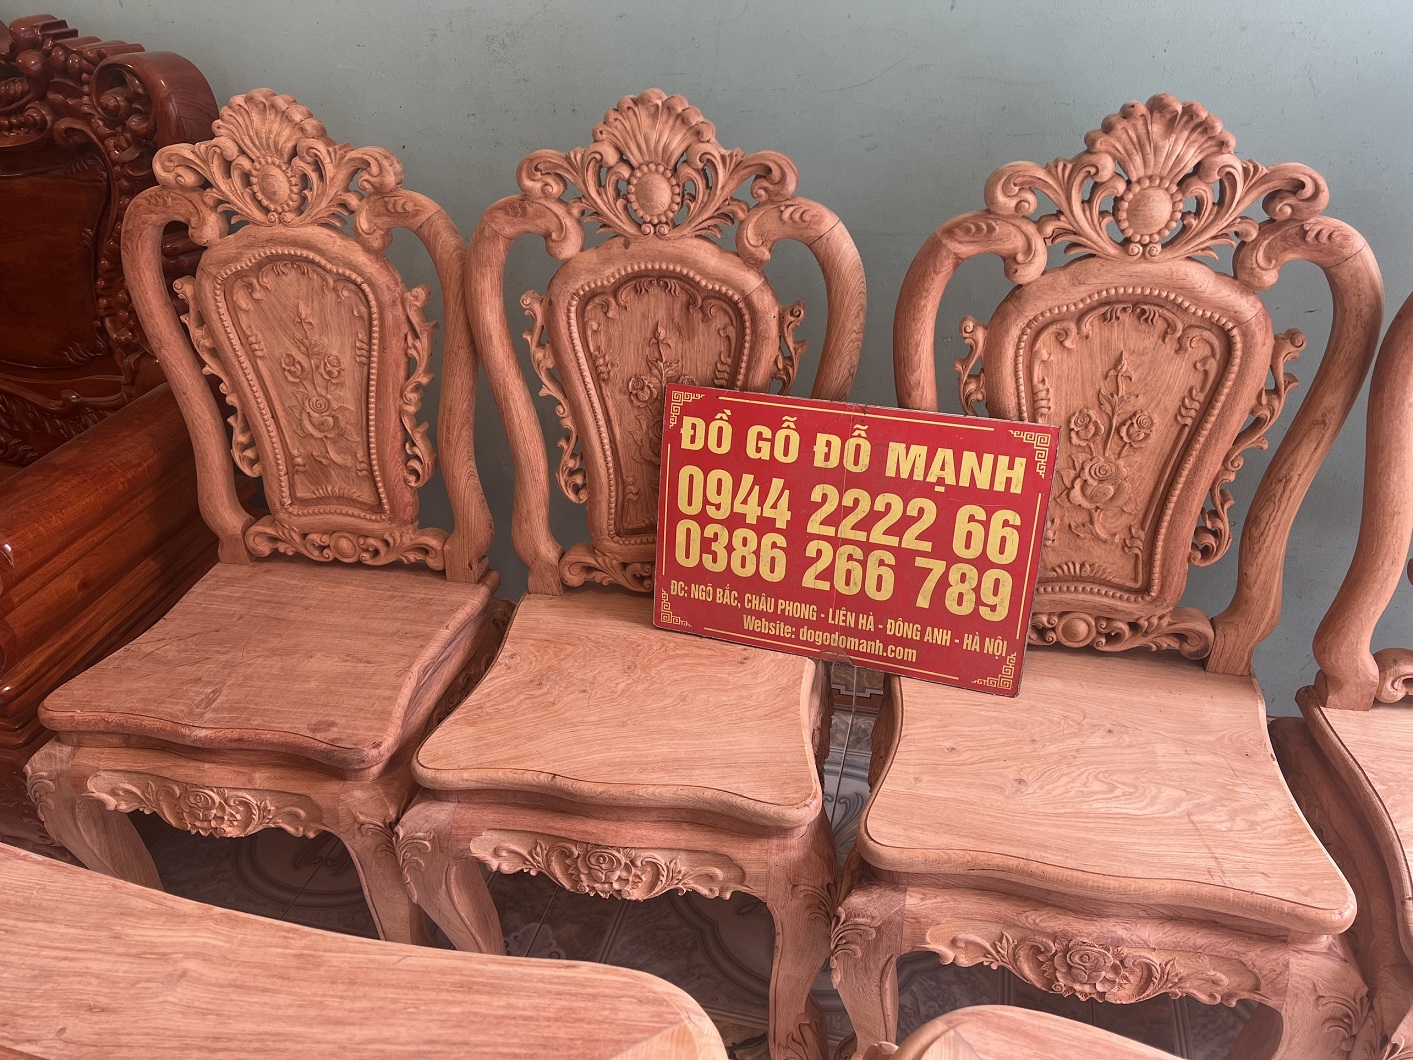 ĐỒ GỖ ĐỖ MẠNH
0944 2222 66
0386 266 789
ĐC: NGÕ BẮC, CHÂU PHONG - LIÊN HÀ - ĐÔNG ANH - HÀ NỘI
Website: dogodomanh.com